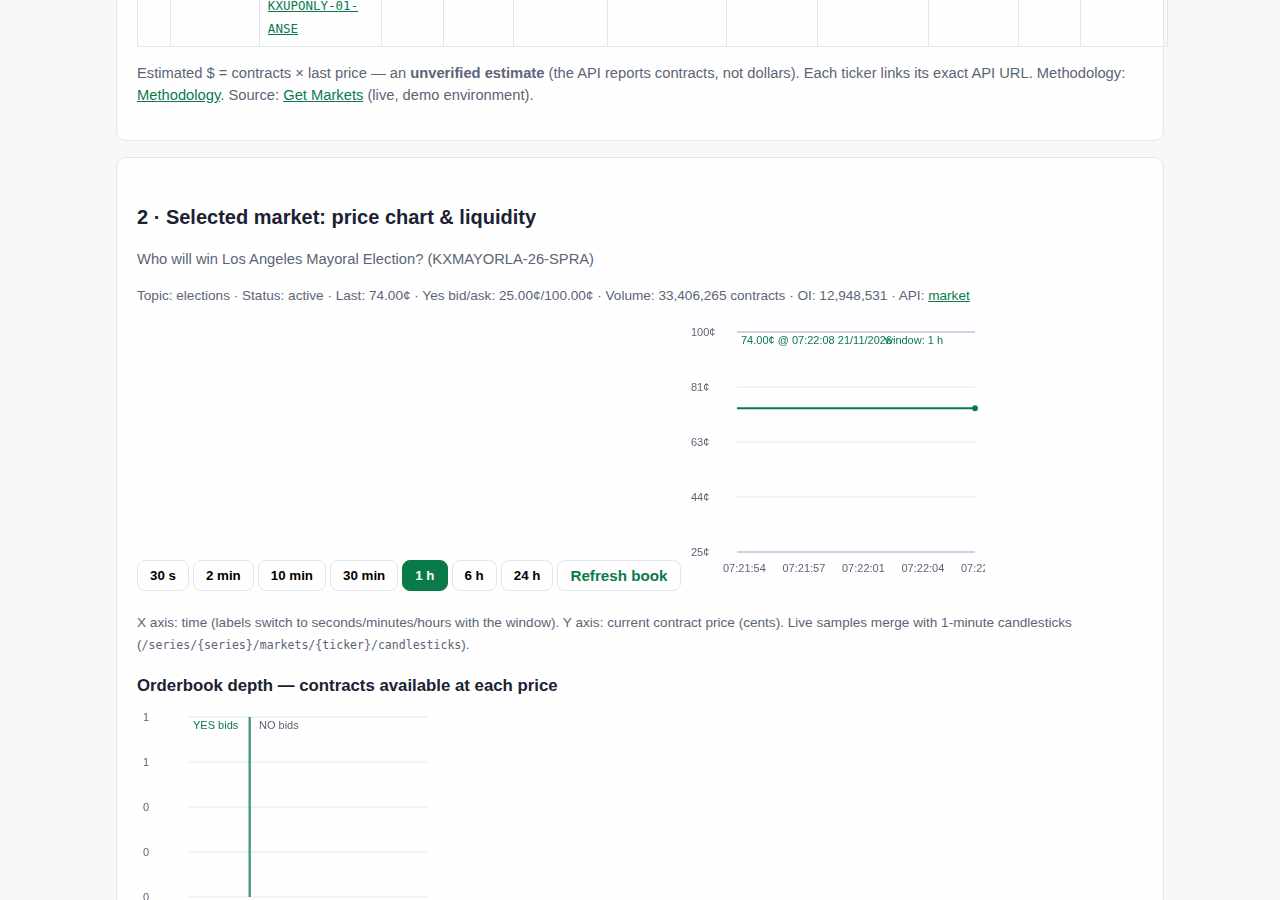 KXUPONLY-01-
ANSE
Estimated $ = contracts × last price — an unverified estimate (the API reports contracts, not dollars). Each ticker links its exact API URL. Methodology:
Methodology. Source: Get Markets (live, demo environment).
2 · Selected market: price chart & liquidity
Who will win Los Angeles Mayoral Election? (KXMAYORLA-26-SPRA)
Topic: elections · Status: active · Last: 74.00¢ · Yes bid/ask: 25.00¢/100.00¢ · Volume: 33,406,265 contracts · OI: 12,948,531 · API: market
100¢
74.00¢ @ 07:22:08 21/11/2026 window: 1 h
81¢
63¢
44¢
25¢
07:21:54 07:21:57 07:22:01 07:22:04 07:22
30 s 2 min 10 min 30 min 1 h 6 h 24 h Refresh book
X axis: time (labels switch to seconds/minutes/hours with the window). Y axis: current contract price (cents). Live samples merge with 1-minute candlesticks
(/series/{series}/markets/{ticker}/candlesticks).
Orderbook depth — contracts available at each price
1
YES bids NO bids
1
0
0
0